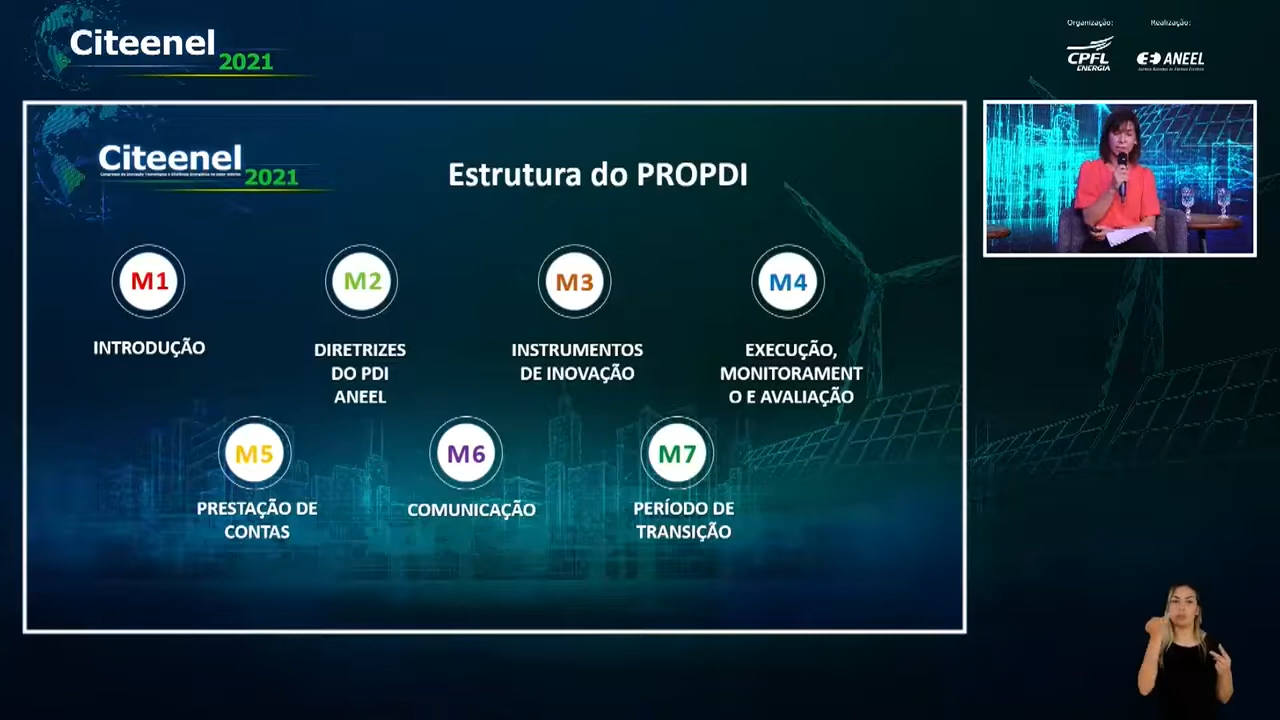 Citeenel
2021
Organização:
Realização:
CPFL
ENERGIA
ANEEL
Citeenel
2021
Estrutura do PROPDI
M1
M2
M3
M4
INTRODUÇÃO
DIRETRIZES
DO PDI
ANEEL
INSTRUMENTOS
DE INOVAÇÃO
EXECUÇÃO,
MONITORAMENT
O E AVALIAÇÃO
M5
M6
M7
PRESTAÇÃO DE
CONTAS
COMUNICAÇÃO
PERÍODO DE
TRANSIÇÃO